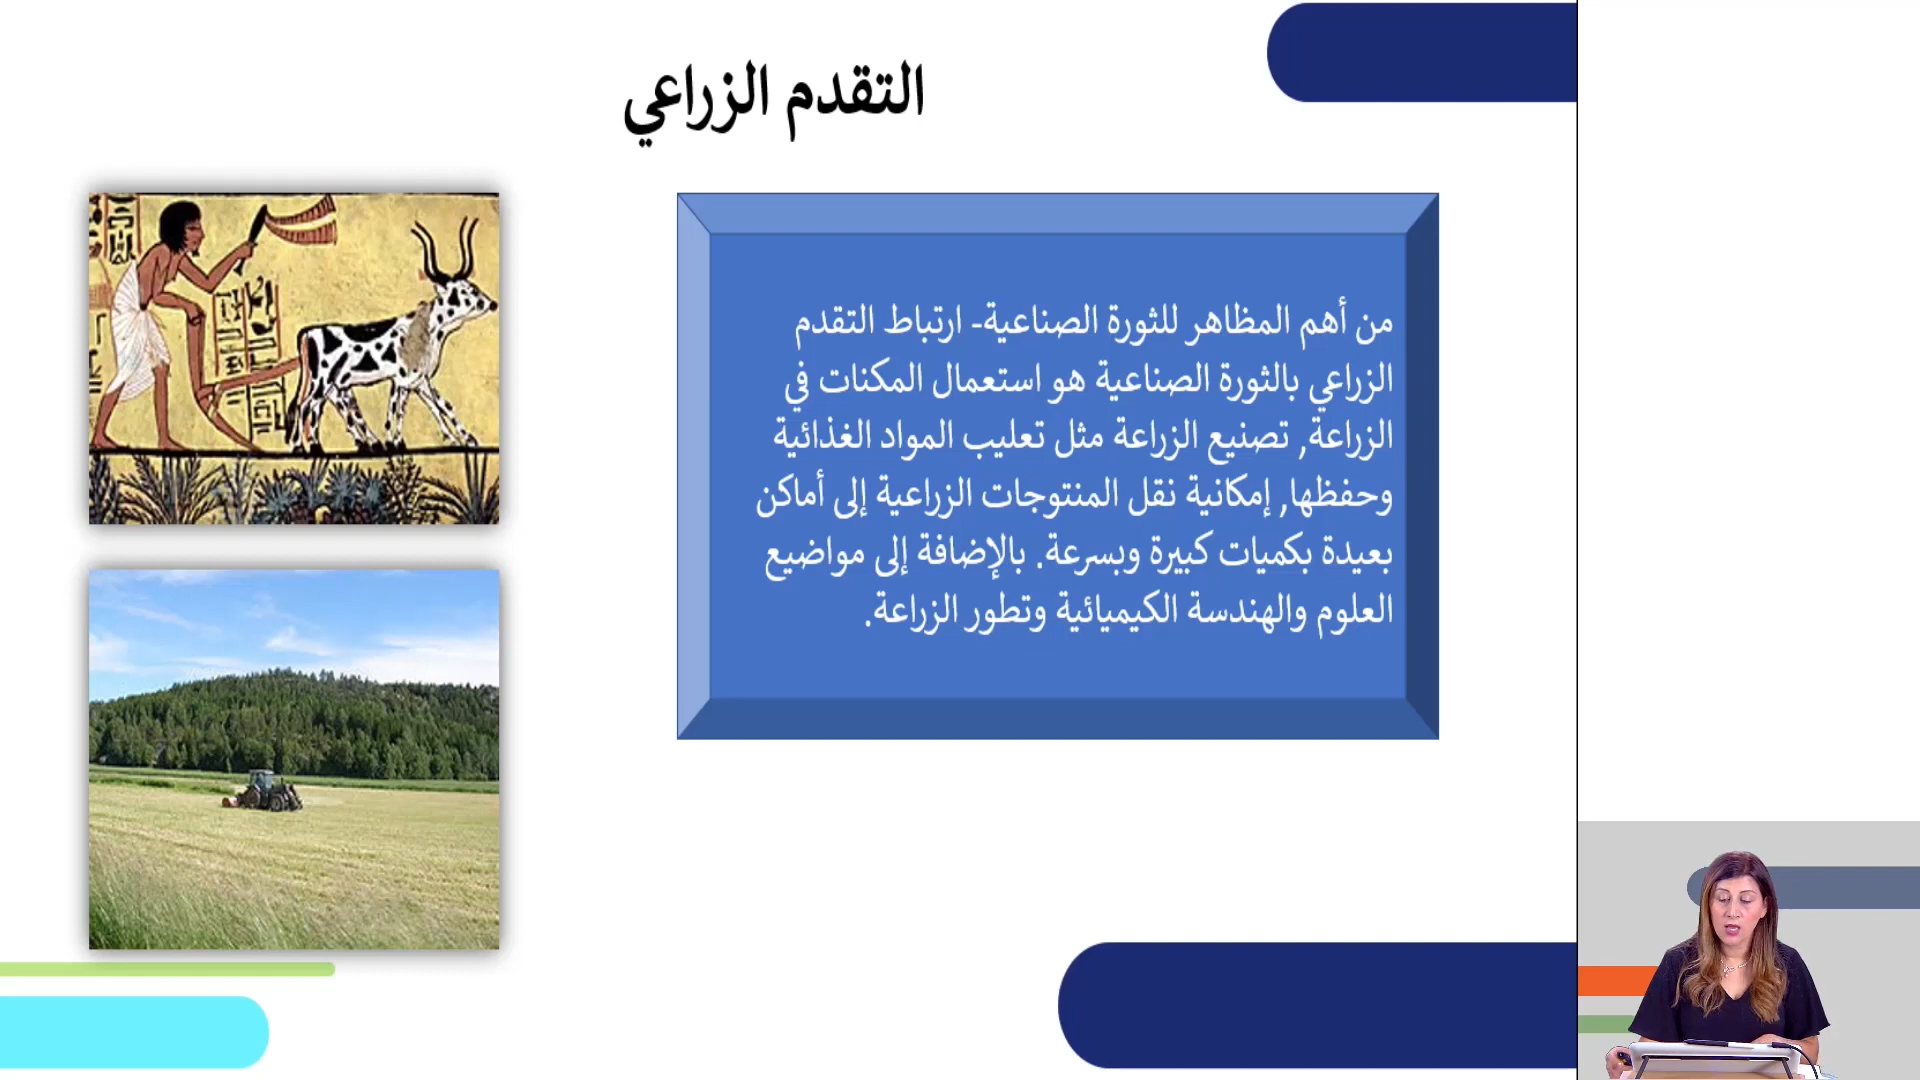 التقدم الزراعي
من أهم المظاهر للثورة الصناعية- ارتباط التقدم
الزراعي بالثورة الصناعية هو استعمال المكنات في
الزراعة, تصنيع الزراعة مثل تعليب المواد الغذائية
وحفظها, إمكانية نقل المنتوجات الزراعية إلى أماكن
بعيدة بكميات كبيرة وبسرعة. بالإضافة إلى مواضيع
العلوم والهندسة الكيميائية وتطور الزراعة.